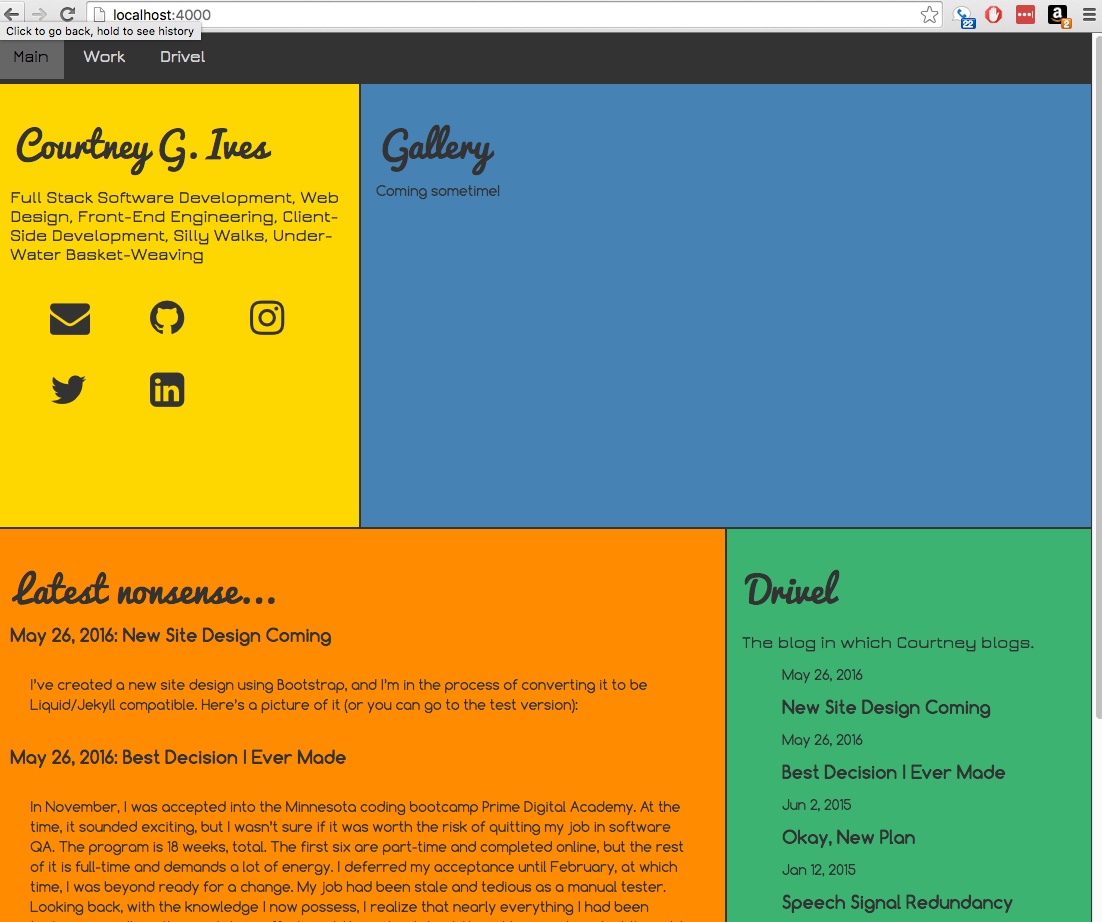 localhost:4000
22
2
Click to go back, hold to see history
Main Work Drivel
Courtney G. Ives
Full Stack Software Development, Web
Design, Front-End Engineering, Client-
Side Development, Silly Walks, Under-
Water Basket-Weaving
Gallery
Coming sometime!
Latest nonsense...
May 26, 2016: New Site Design Coming
I've created a new site design using Bootstrap, and I'm in the process of converting it to be
Liquid/Jekyll compatible. Here's a picture of it (or you can go to the test version):
May 26, 2016: Best Decision I Ever Made
In November, I was accepted into the Minnesota coding bootcamp Prime Digital Academy. At the
time, it sounded exciting, but I wasn't sure if it was worth the risk of quitting my job in software
QA. The program is 18 weeks, total. The first six are part-time and completed online, but the rest
of it is full-time and demands a lot of energy. I deferred my acceptance until February, at which
time, I was beyond ready for a change. My job had been stale and tedious as a manual tester.
Looking back, with the knowledge I now possess, I realize that nearly everything I had been
Drivel
The blog in which Courtney blogs.
May 26, 2016
New Site Design Coming
May 26, 2016
Best Decision I Ever Made
Jun 2, 2015
Okay, New Plan
Jan 12, 2015
Speech Signal Redundancy